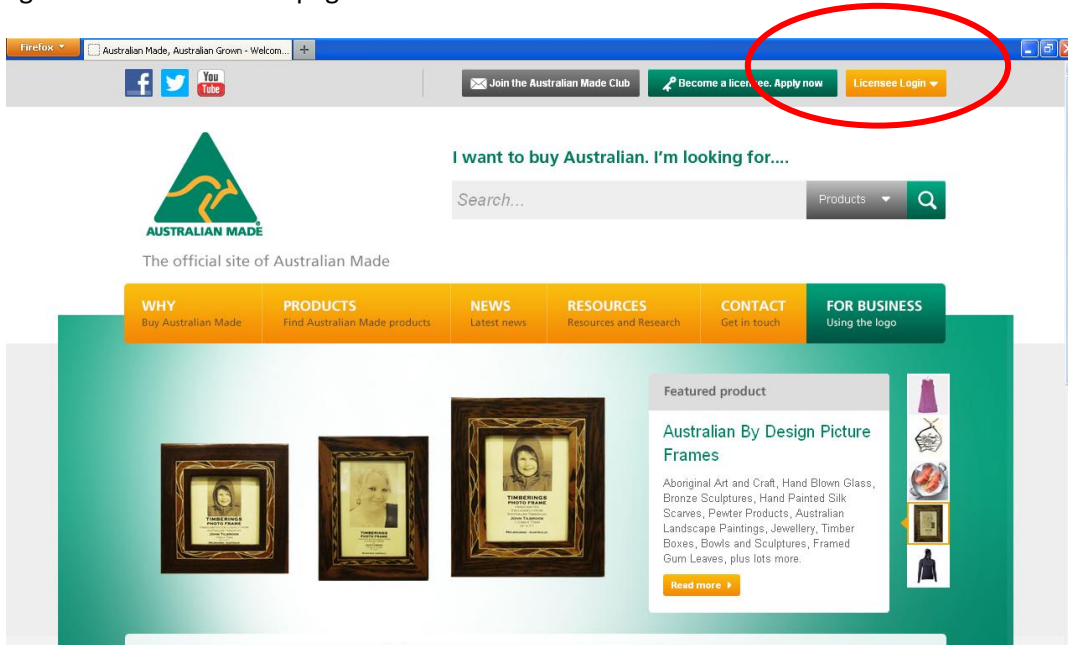 Firefox
Australian Made, Australian Grown - Welcom...
You
Tube
Join the Australian Made Club
Become a licensee. Apply now
Licensee Login
AUSTRALIAN MADE
The official site of Australian Made
I want to buy Australian. I'm looking for....
Search...
Products
WHY
Buy Australian Made
PRODUCTS
Find Australian Made products
NEWS
Latest news
RESOURCES
Resources and Research
CONTACT
Get in touch
FOR BUSINESS
Using the logo
TIMBERINGS
PHOTO FRAME
TIMBERINGS
PHOTO FRAME
TIMBERINGS
PHOTO FRAME
JOHN TILBROOK
Featured product
Australian By Design Picture
Frames
Aboriginal Art and Craft, Hand Blown Glass,
Bronze Sculptures, Hand Painted Silk
Scarves, Pewter Products, Australian
Landscape Paintings, Jewellery, Timber
Boxes, Bowls and Sculptures, Framed
Gum Leaves, plus lots more.
Read more